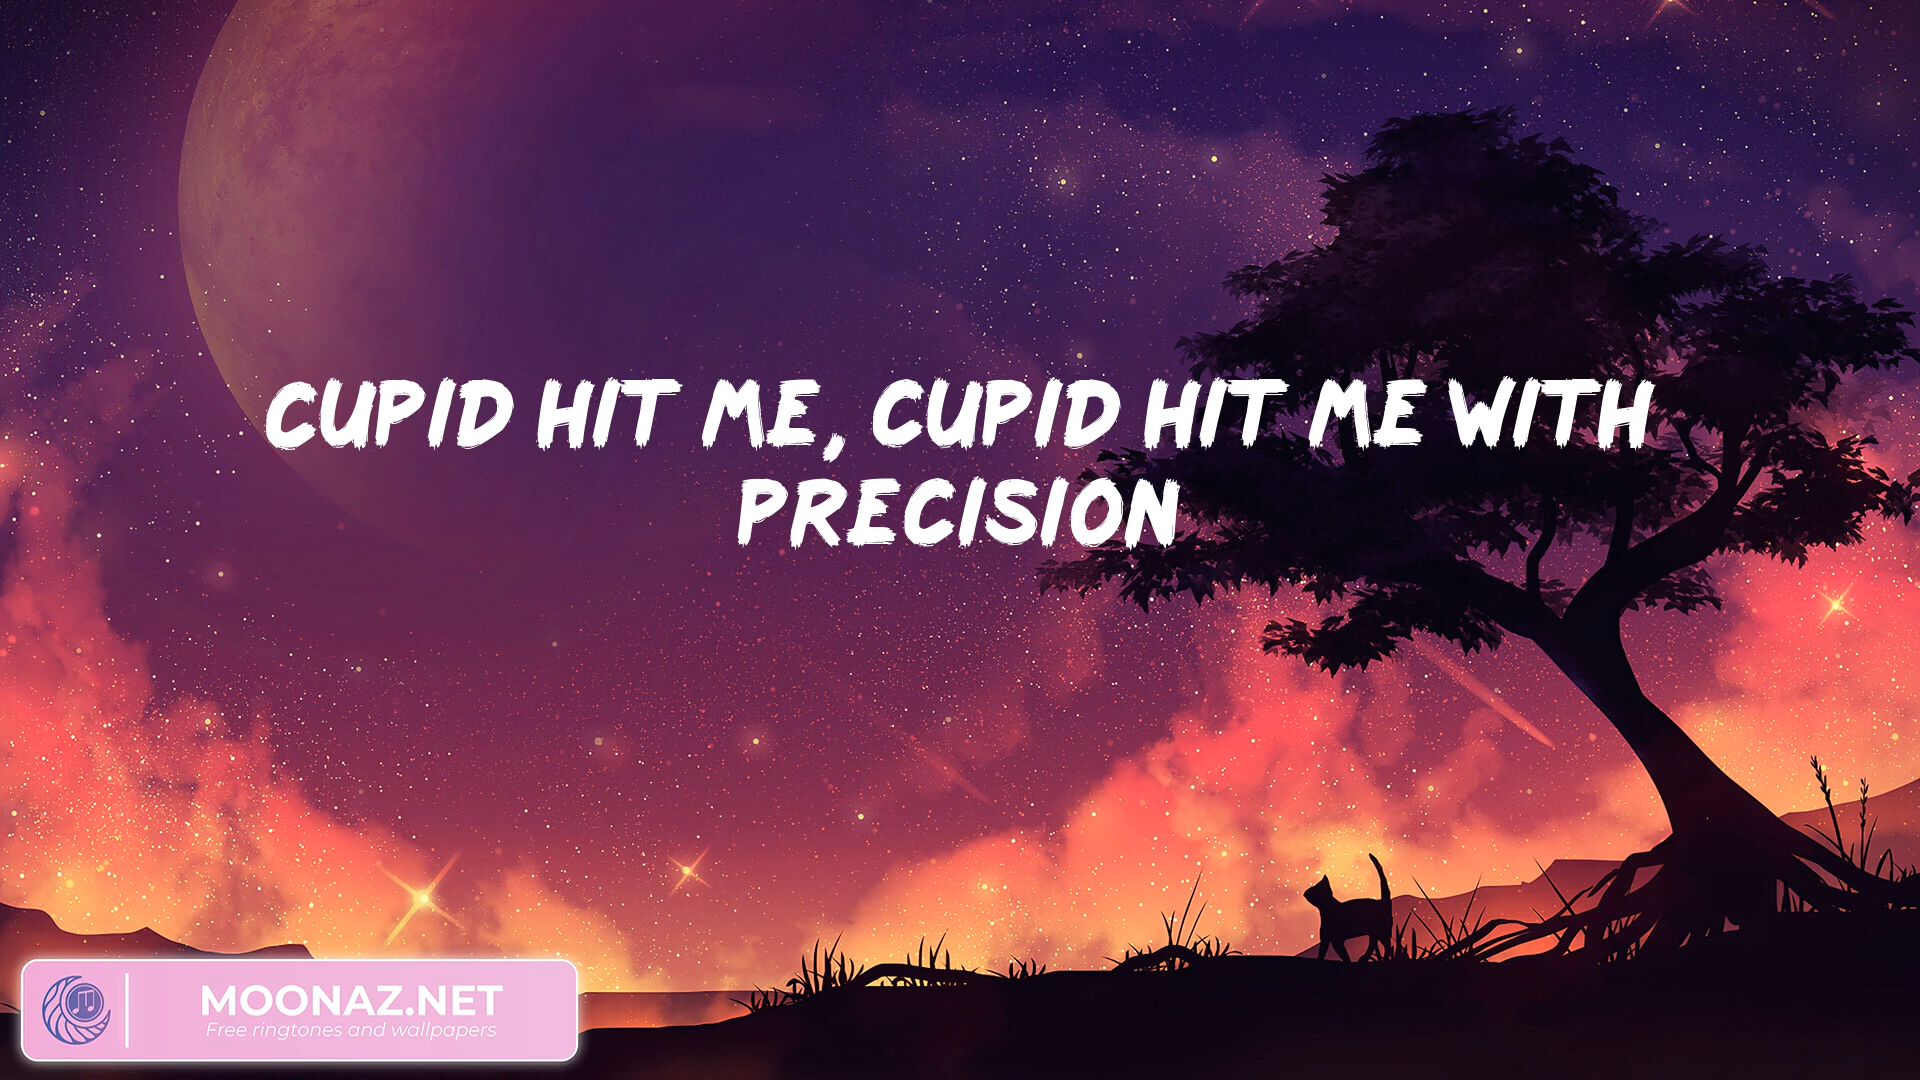 CUPID HIT ME, CUPID HIT ME WITH
PRECISION
MOONAZ.NET
Free ringtones and wallpapers